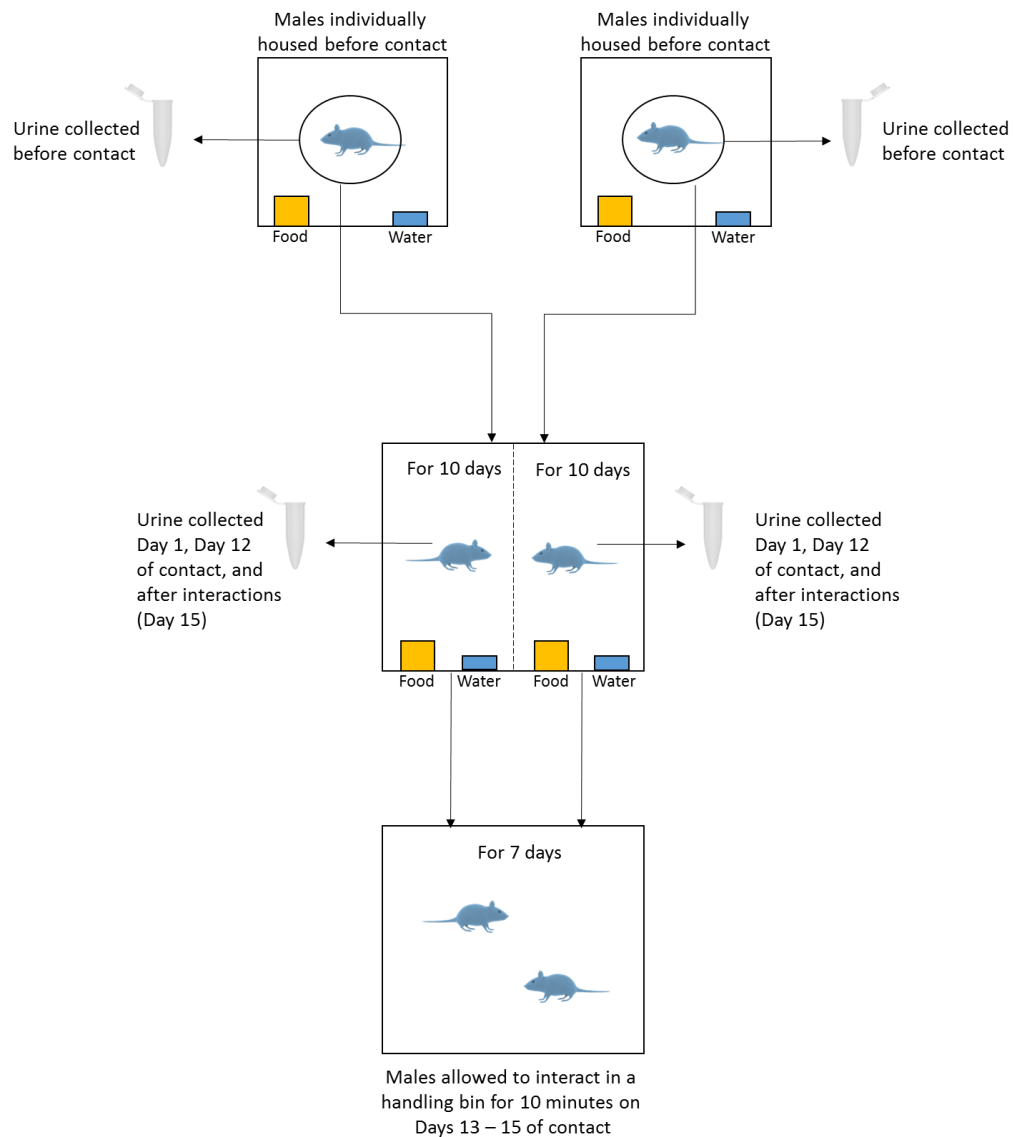 Males individually
housed before contact
Males individually
housed before contact
Urine collected
before contact
Urine collected
before contact
Food
Water
Food
Water
For 10 days
For 10 days
Urine collected
Day 1, Day 12
of contact, and
after interactions
(Day 15)
Urine collected
Day 1, Day 12
of contact, and
after interactions
(Day 15)
Food
Water
Food
Water
For 7 days
Males allowed to interact in a
handling bin for 10 minutes on
Days 13 – 15 of contact